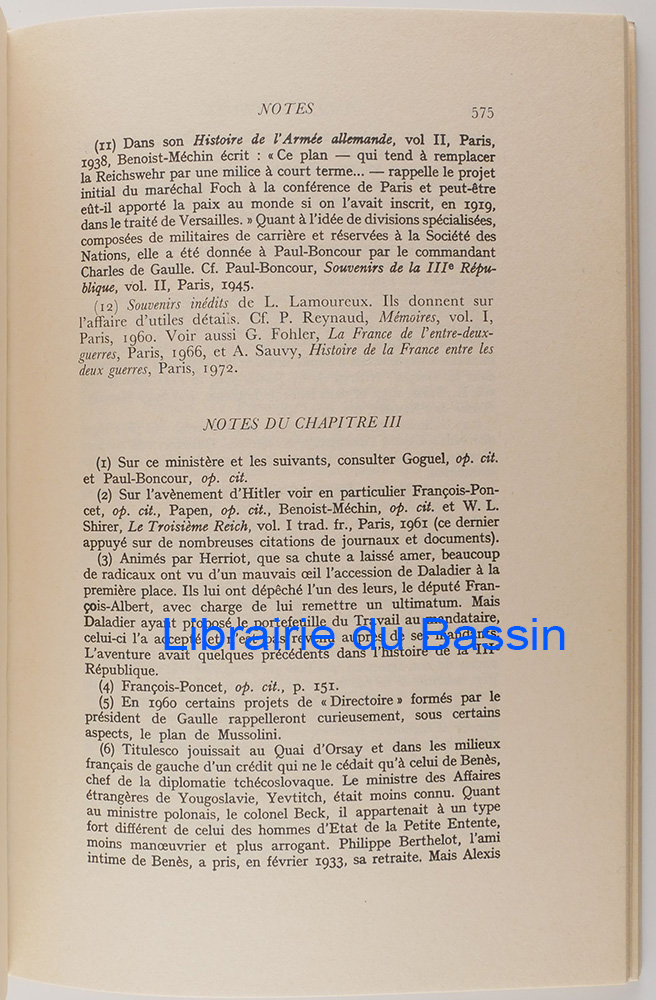 NOTES 575
(11) Dans son Histoire de l'Armée allemande, vol II, Paris,
1938, Benoist-Méchin écrit : « Ce plan — qui tend à remplacer
la Reichswehr par une milice à court terme... — rappelle le projet
initial du maréchal Foch à la conférence de Paris et peut-être
eût-il apporté la paix au monde si on l'avait inscrit, en 1919,
dans le traité de Versailles. » Quant à l'idée de divisions spécialisées,
composées de militaires de carrière et réservées à la Société des
Nations, elle a été donnée à Paul-Boncour par le commandant
Charles de Gaulle. Cf. Paul-Boncour, Souvenirs de la IIIe Répu-
blique, vol. II, Paris, 1945.
(12) Souvenirs inédits de L. Lamoureux. Ils donnent sur
l'affaire d'utiles détails. Cf. P. Reynaud, Mémoires, vol. I,
Paris, 1960. Voir aussi G. Fohler, La France de l'entre-deux-
guerres, Paris, 1966, et A. Sauvy, Histoire de la France entre les
deux guerres, Paris, 1972.
NOTES DU CHAPITRE III
(1) Sur ce ministère et les suivants, consulter Goguel, op. cit.
et Paul-Boncour, op. cit.
(2) Sur l'avènement d'Hitler voir en particulier François-Pon-
cet, op. cit., Papen, op. cit., Benoist-Méchin, op. cit. et W. L.
Shirer, Le Troisième Reich, vol. I trad. fr., Paris, 1961 (ce dernier
appuyé sur de nombreuses citations de journaux et documents).
(3) Animés par Herriot, que sa chute a laissé amer, beaucoup
de radicaux ont vu d'un mauvais œil l'accession de Daladier à la
première place. Ils lui ont dépêché l'un des leurs, le député Fran-
çois-Albert, avec charge de lui remettre un ultimatum. Mais
Daladier ayant proposé le portefeuille du Travail au mandataire,
celui-ci l'a accepté et n'est pas revenu auprès de ses mandants.
L'aventure avait quelques précédents dans l'histoire de la IIIe
République.
Librairie du Bassin
(4) François-Poncet, op. cit., p. 151.
(5) En 1960 certains projets de « Directoire » formés par le
président de Gaulle rappelleront curieusement, sous certains
aspects, le plan de Mussolini.
(6) Titulesco jouissait au Quai d'Orsay et dans les milieux
français de gauche d'un crédit qui ne le cédait qu'à celui de Benès,
chef de la diplomatie tchécoslovaque. Le ministre des Affaires
étrangères de Yougoslavie, Yevtitch, était moins connu. Quant
au ministre polonais, le colonel Beck, il appartenait à un type
fort différent de celui des hommes d'Etat de la Petite Entente,
moins manœuvrier et plus arrogant. Philippe Berthelot, l'ami
intime de Benès, a pris, en février 1933, sa retraite. Mais Alexis